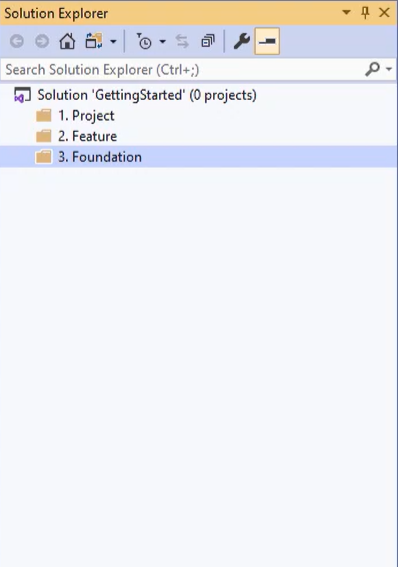 Solution Explorer
Search Solution Explorer (Ctrl+;)
Solution 'GettingStarted' (0 projects)
1. Project
2. Feature
3. Foundation